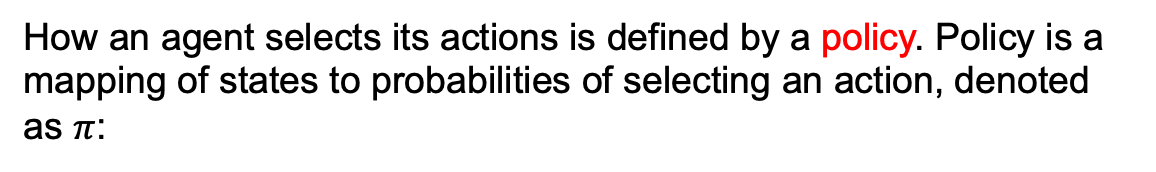 How an agent selects its actions is defined by a policy. Policy is a
mapping of states to probabilities of selecting an action, denoted
as π: